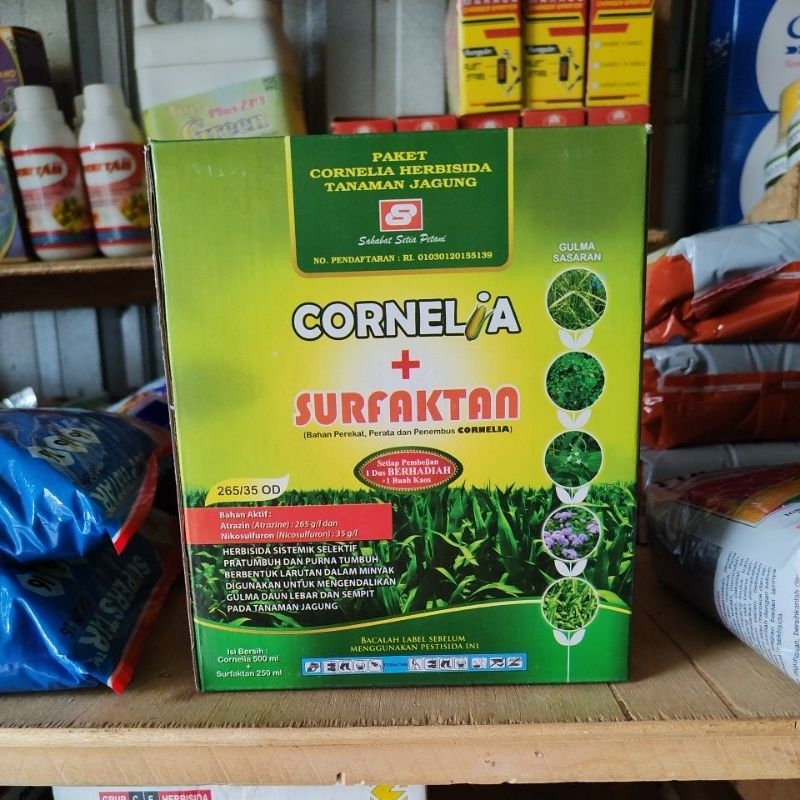 PAKET
CORNELIA HERBISIDA
TANAMAN JAGUNG
Sahabat Setia Petani
NO. PENDAFTARAN : RI. 01030120155139
GULMA
SASARAN
CORNELIA
+
SURFAKTAN
(Bahan Perekat, Perata dan Penembus CORNELIA)
Setiap Pembelian
1 Dus BERHADIAH
+1 Buah Kaos
265/35 OD
Bahan Aktif :
Atrazin (Atrazine) : 265 g/l dan
Nikosulfuron (Nicosulfuron) : 35 g/l
HERBISIDA SISTEMIK SELEKTIF
PRATUMBUH DAN PURNA TUMBUH
BERBENTUK LARUTAN DALAM MINYAK
DIGUNAKAN UNTUK MENGENDALIKAN
GULMA DAUN LEBAR DAN SEMPIT
PADA TANAMAN JAGUNG
Isi Bersih :
Cornelia 500 ml
+
Surfaktan 250 ml
BACALAH LABEL SEBELUM
MENGGUNAKAN PESTISIDA INI
PERHATIAN
Green
HERBISIDA